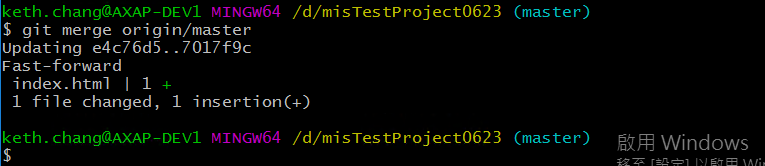 keth.chang@AXAP-DEV1 MINGW64 /d/misTestProject0623 (master)
$ git merge origin/master
Updating e4c76d5..7017f9c
Fast-forward
 index.html | 1 +
 1 file changed, 1 insertion(+)
keth.chang@AXAP-DEV1 MINGW64 /d/misTestProject0623 (master)
$
啟用 Windows
移至 [設定] 以啟用 Win